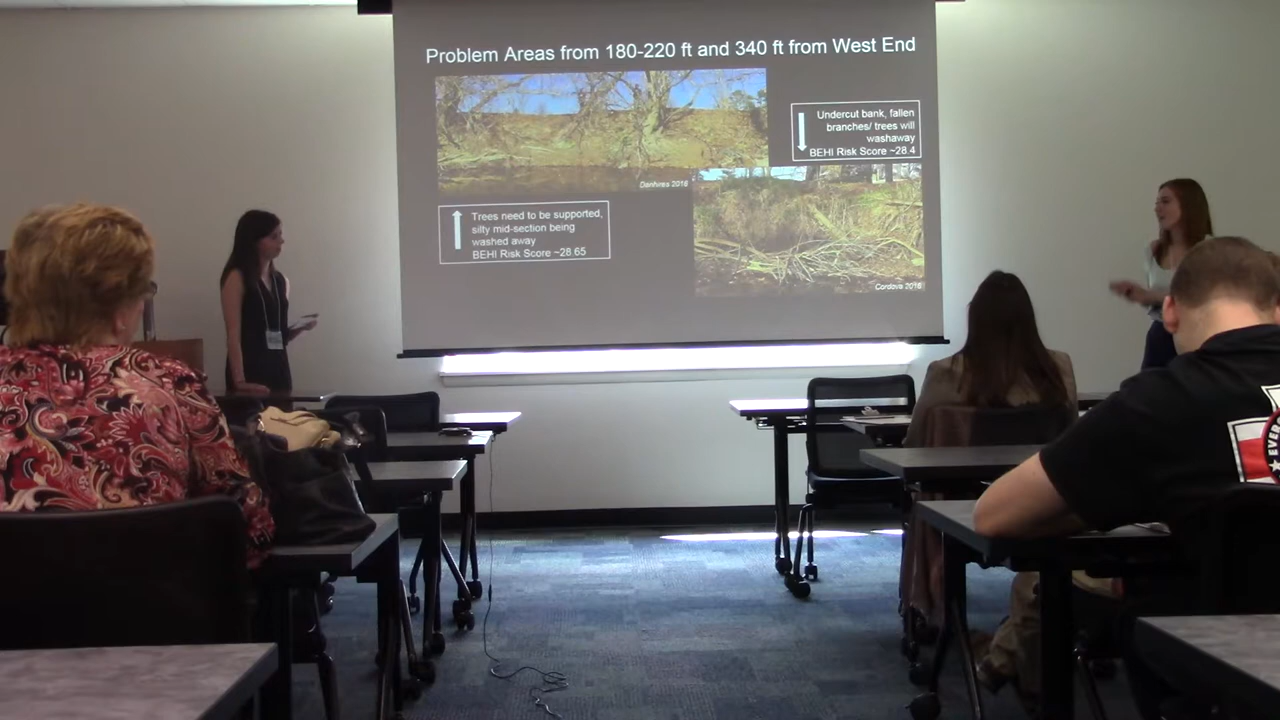 Problem Areas from 180-220 ft and 340 ft from West End
Undercut bank, fallen
branches/ trees will
washaway
BEHI Risk Score ~28.4
Danhires 2016
Trees need to be supported,
silty mid-section being
washed away
BEHI Risk Score ~28.65
Cordova 2016